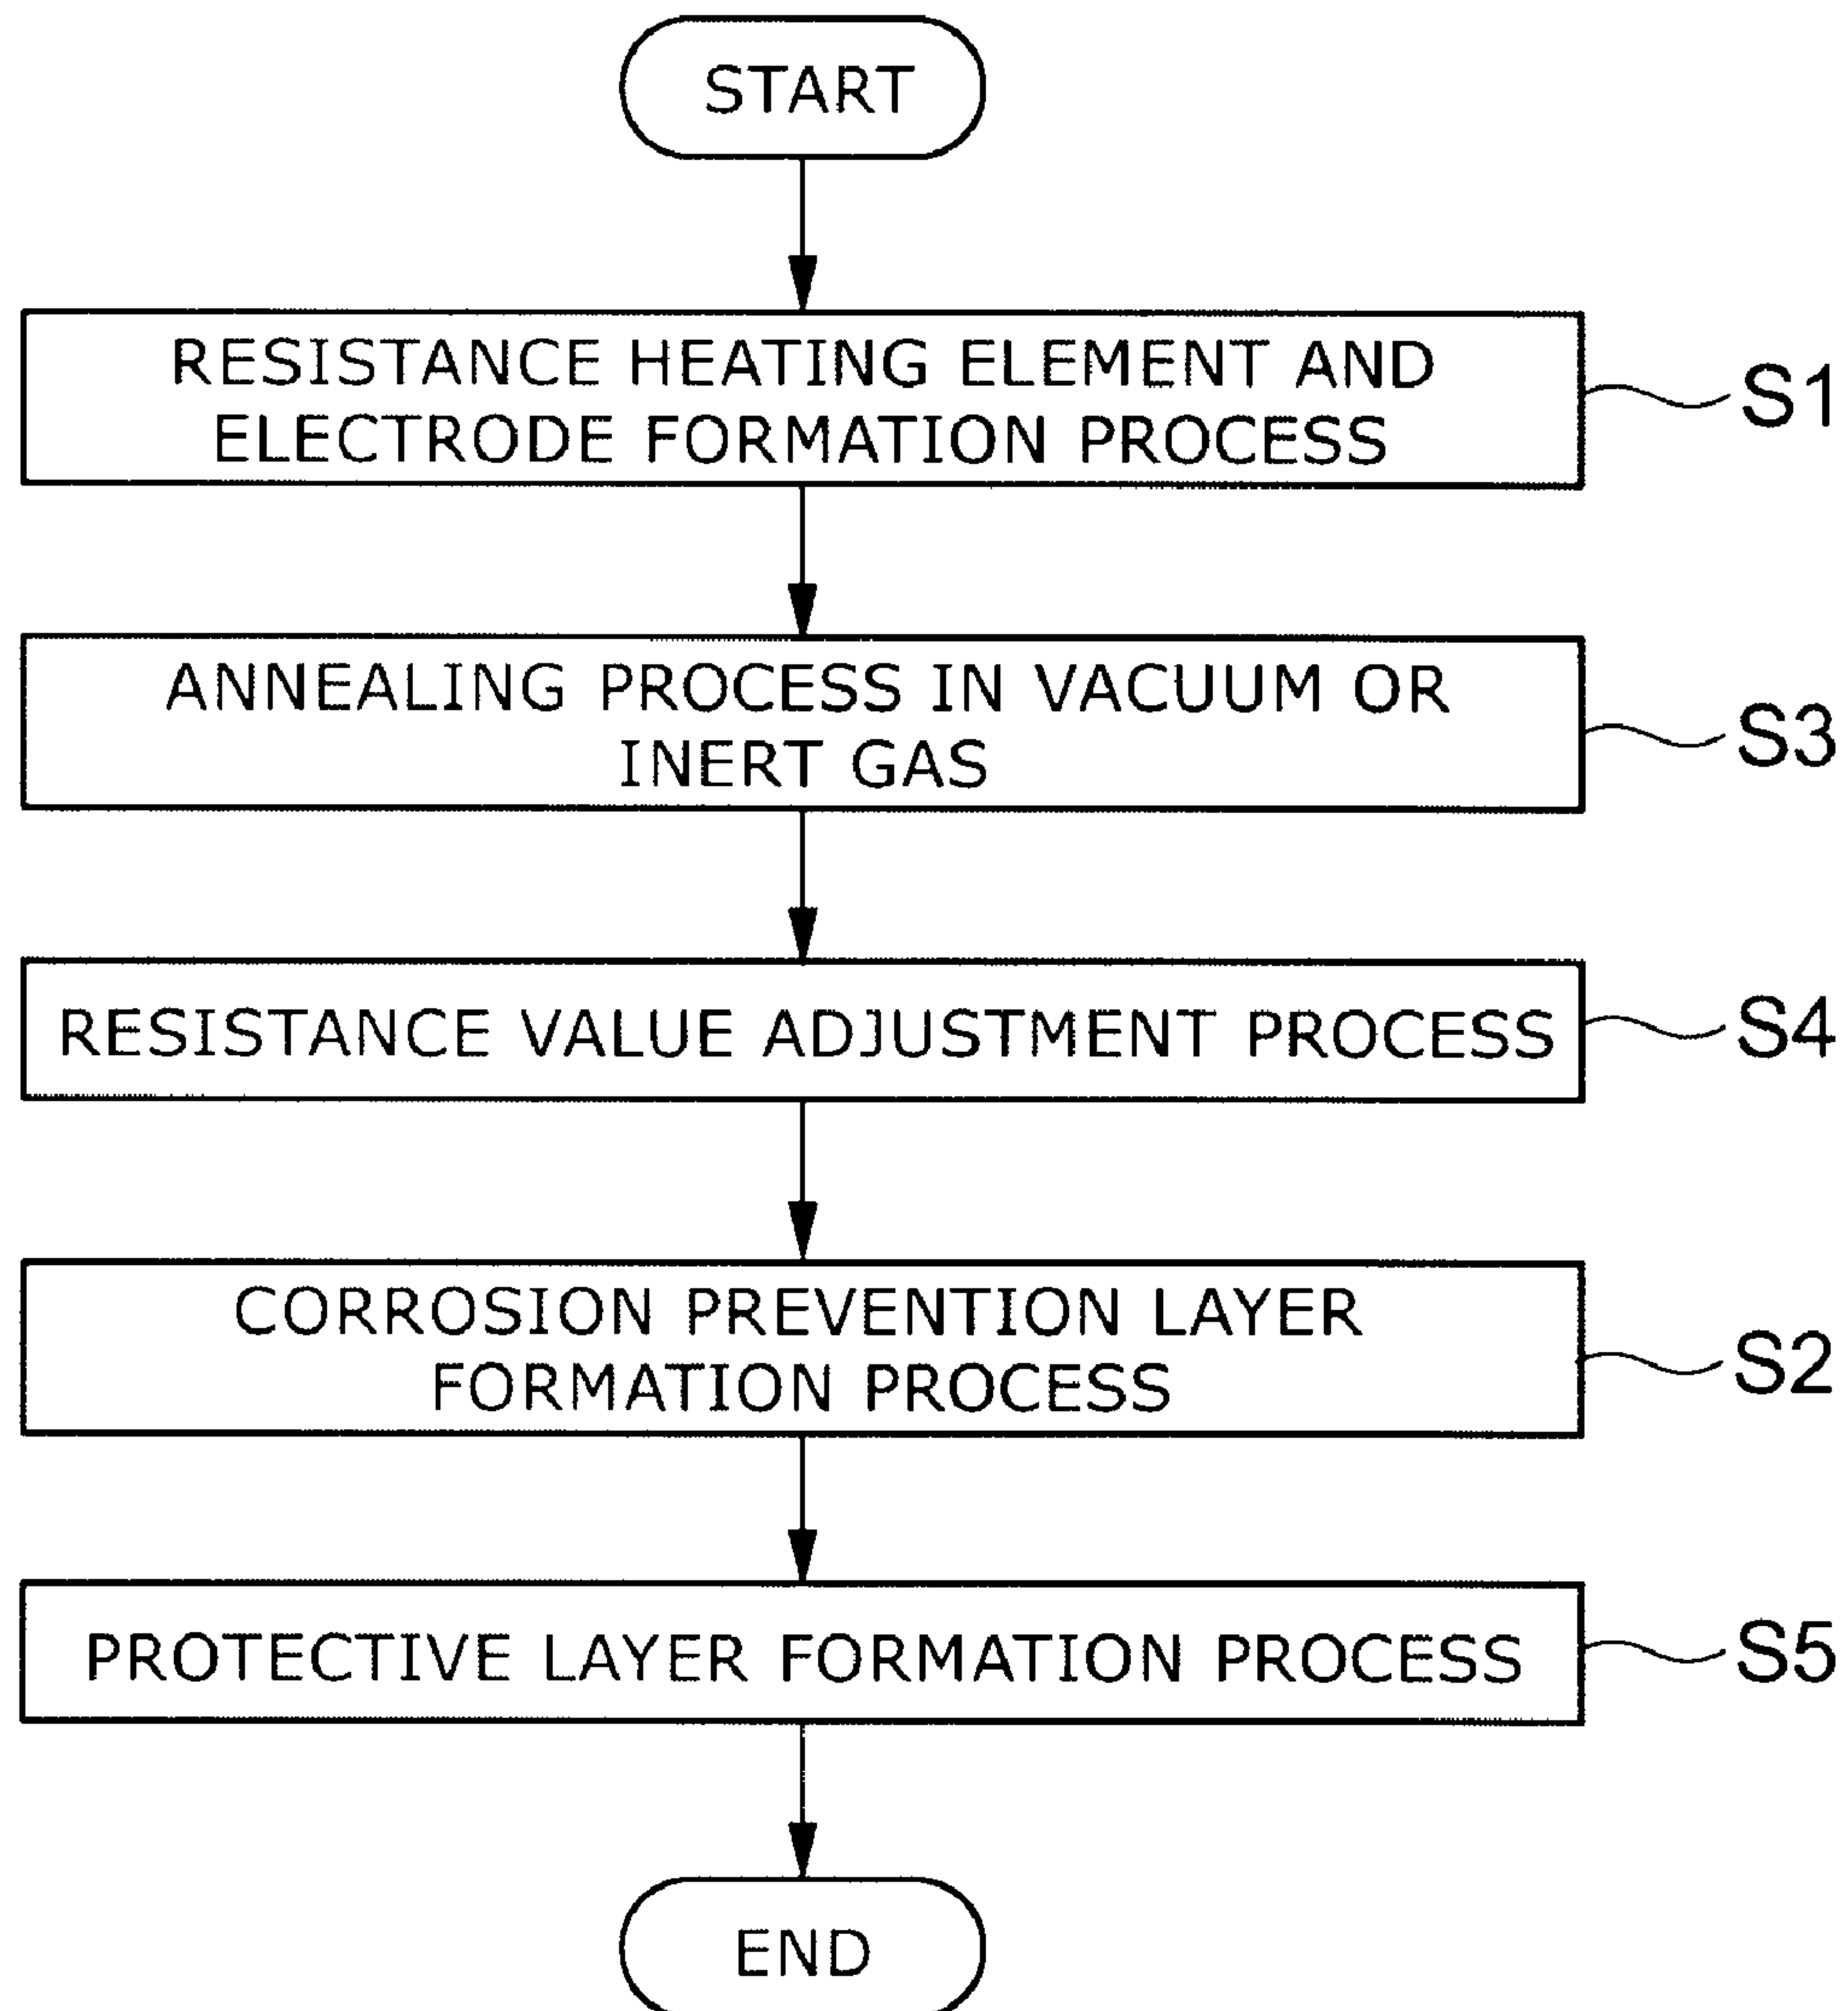 START
RESISTANCE HEATING ELEMENT AND
ELECTRODE FORMATION PROCESS
S1
ANNEALING PROCESS IN VACUUM OR
INERT GAS
S3
RESISTANCE VALUE ADJUSTMENT PROCESS
S4
CORROSION PREVENTION LAYER
FORMATION PROCESS
S2
PROTECTIVE LAYER FORMATION PROCESS
S5
END